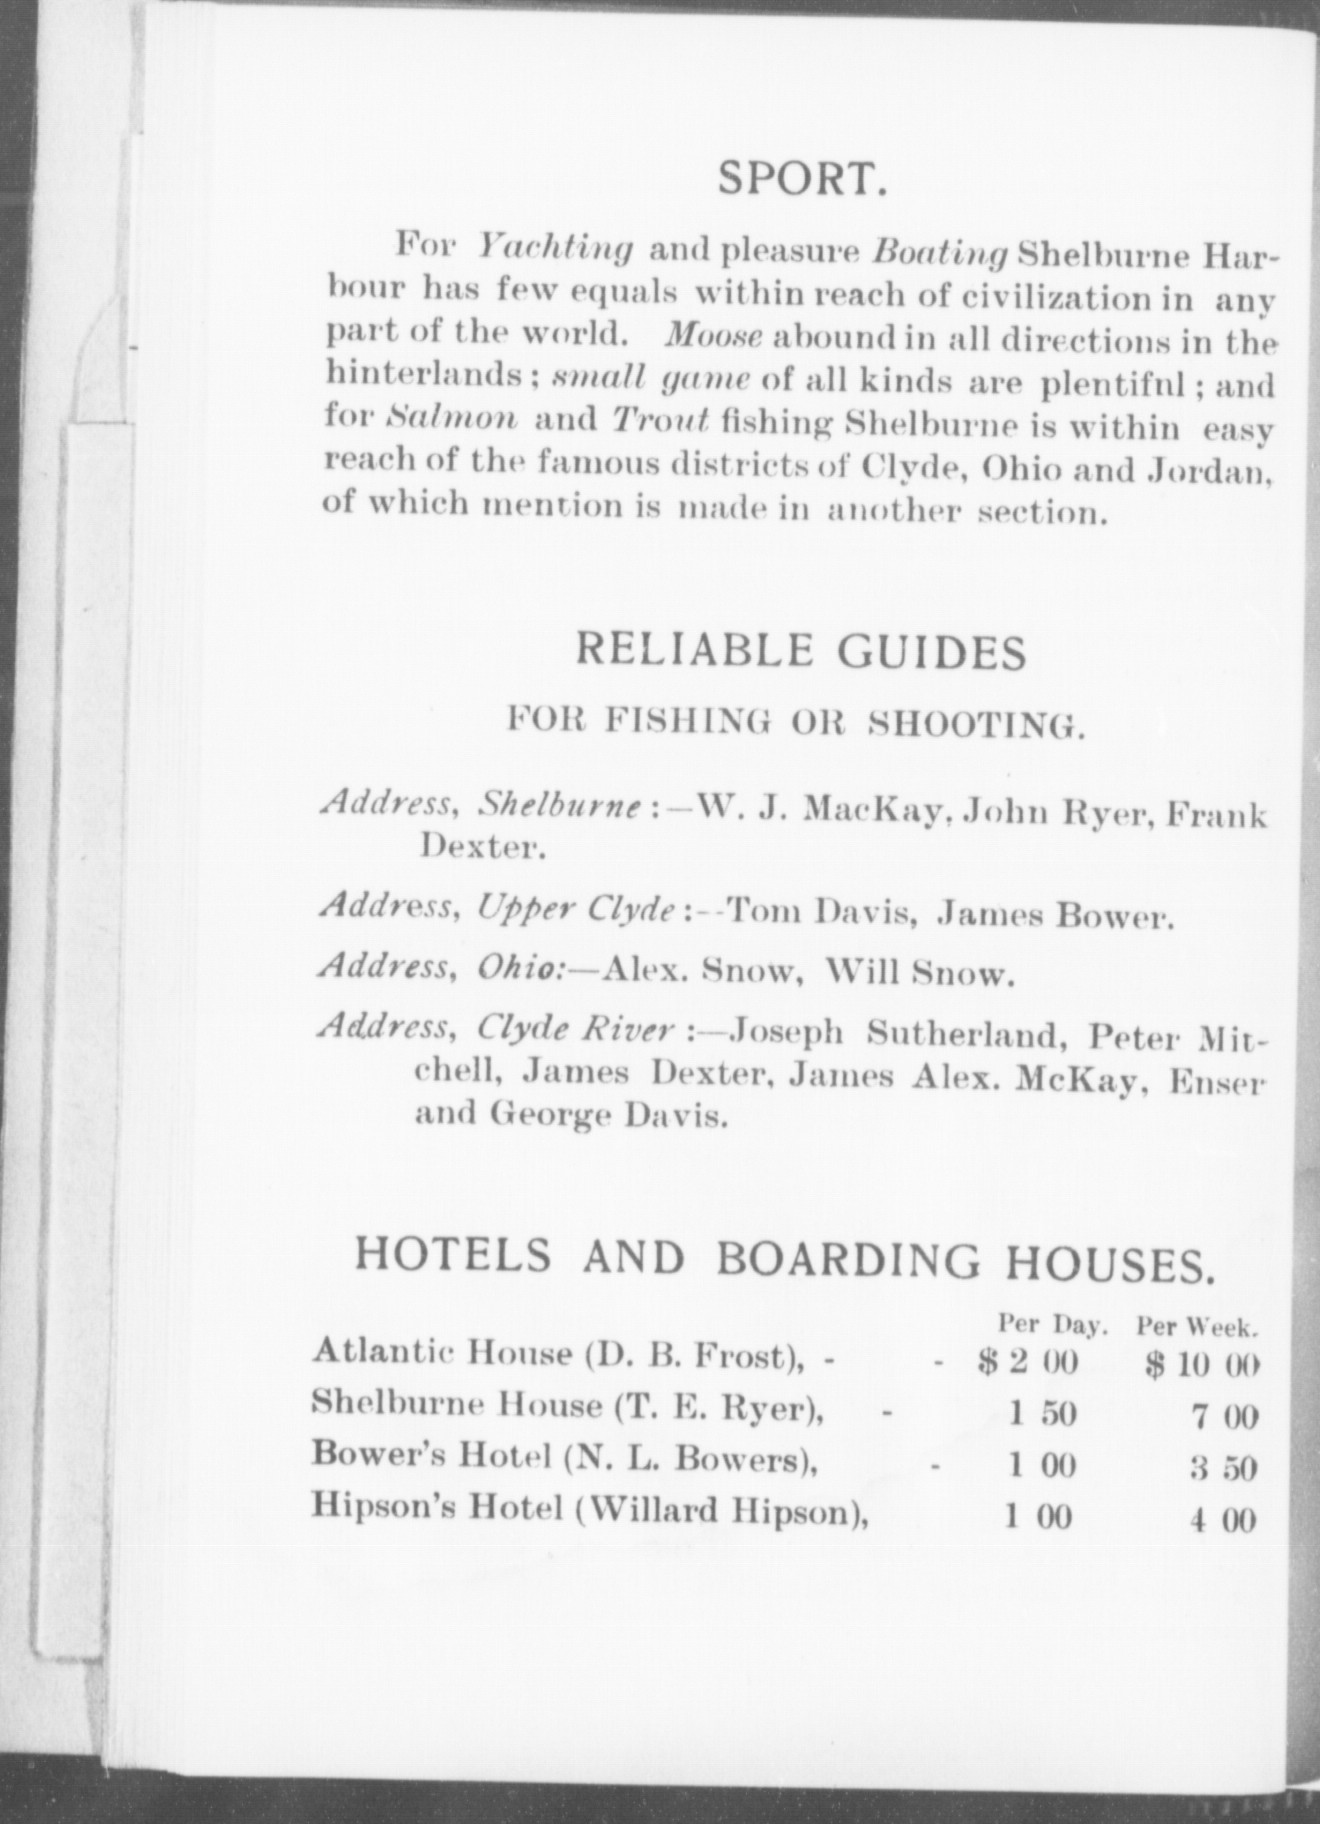 SPORT.
For Yachting and pleasure Boating Shelburne Har-
bour has few equals within reach of civilization in any
part of the world. Moose abound in all directions in the
hinterlands; small game of all kinds are plentiful; and
for Salmon and Trout fishing Shelburne is within easy
reach of the famous districts of Clyde, Ohio and Jordan,
of which mention is made in another section.
RELIABLE GUIDES
FOR FISHING OR SHOOTING.
Address, Shelburne:—W. J. MacKay, John Ryer, Frank
Dexter.
Address, Upper Clyde:--Tom Davis, James Bower.
Address, Ohio:—Alex. Snow, Will Snow.
Address, Clyde River:—Joseph Sutherland, Peter Mit-
chell, James Dexter, James Alex. McKay, Enser
and George Davis.
HOTELS AND BOARDING HOUSES.
Per Day. Per Week.
Atlantic House (D. B. Frost), - - $2 00 $10 00
Shelburne House (T. E. Ryer), - 1 50 7 00
Bower's Hotel (N. L. Bowers), - 1 00 3 50
Hipson's Hotel (Willard Hipson), 1 00 4 00